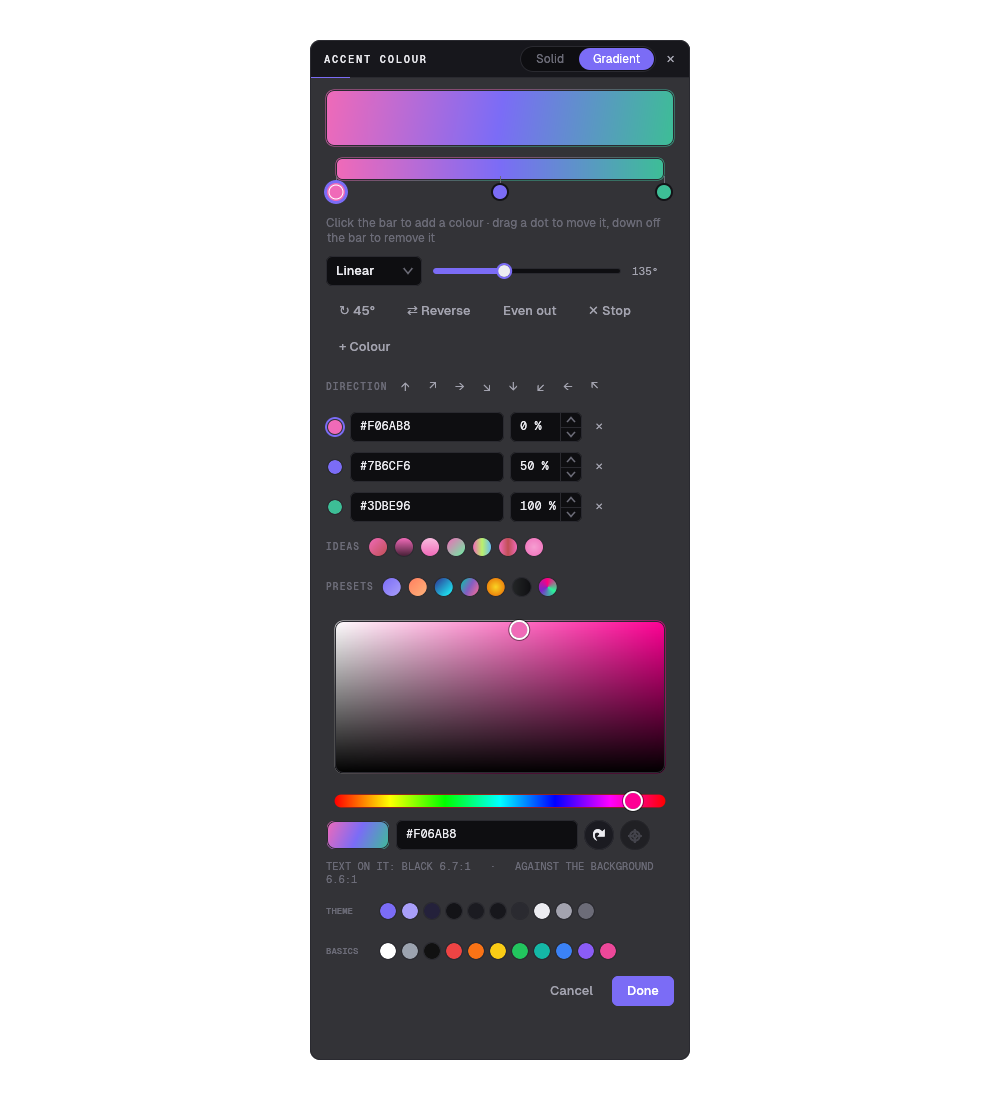 ACCENT COLOUR
Solid
Gradient
×
Click the bar to add a colour · drag a dot to move it, down off
the bar to remove it
Linear
135°
↻ 45°
⇄ Reverse
Even out
✕ Stop
+ Colour
DIRECTION ↑ ↗ → ↘ ↓ ↙ ← ↖
#F06AB8
0 %
×
#7B6CF6
50 %
×
#3DBE96
100 %
×
IDEAS
PRESETS
#F06AB8
TEXT ON IT: BLACK 6.7:1 · AGAINST THE BACKGROUND
6.6:1
THEME
BASICS
Cancel
Done